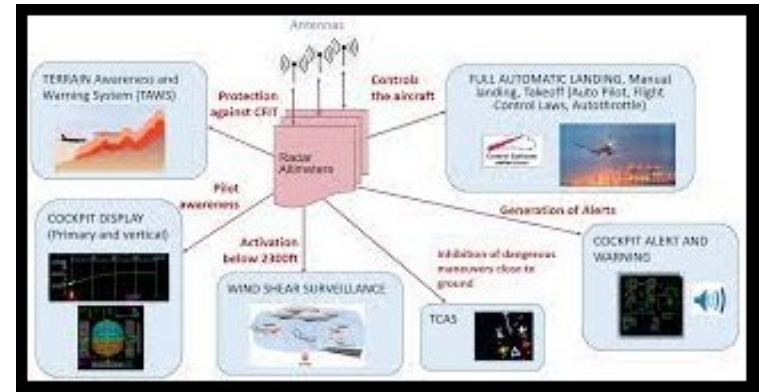 Antennas
TERRAIN Awareness and
Warning System (TAWS)
Protection
against CFIT
Controls
the aircraft
FULL AUTOMATIC LANDING, Manual
landing, Takeoff (Auto Pilot, Flight
Control Laws, Autothrottle)
Radar
Altimeters
Pilot
awareness
COCKPIT DISPLAY
(Primary and vertical)
Activation
below 2300ft
WIND SHEAR SURVEILLANCE
Inhibition of dangerous
maneuvers close to
ground
TCAS
Generation of Alerts
COCKPIT ALERT AND
WARNING